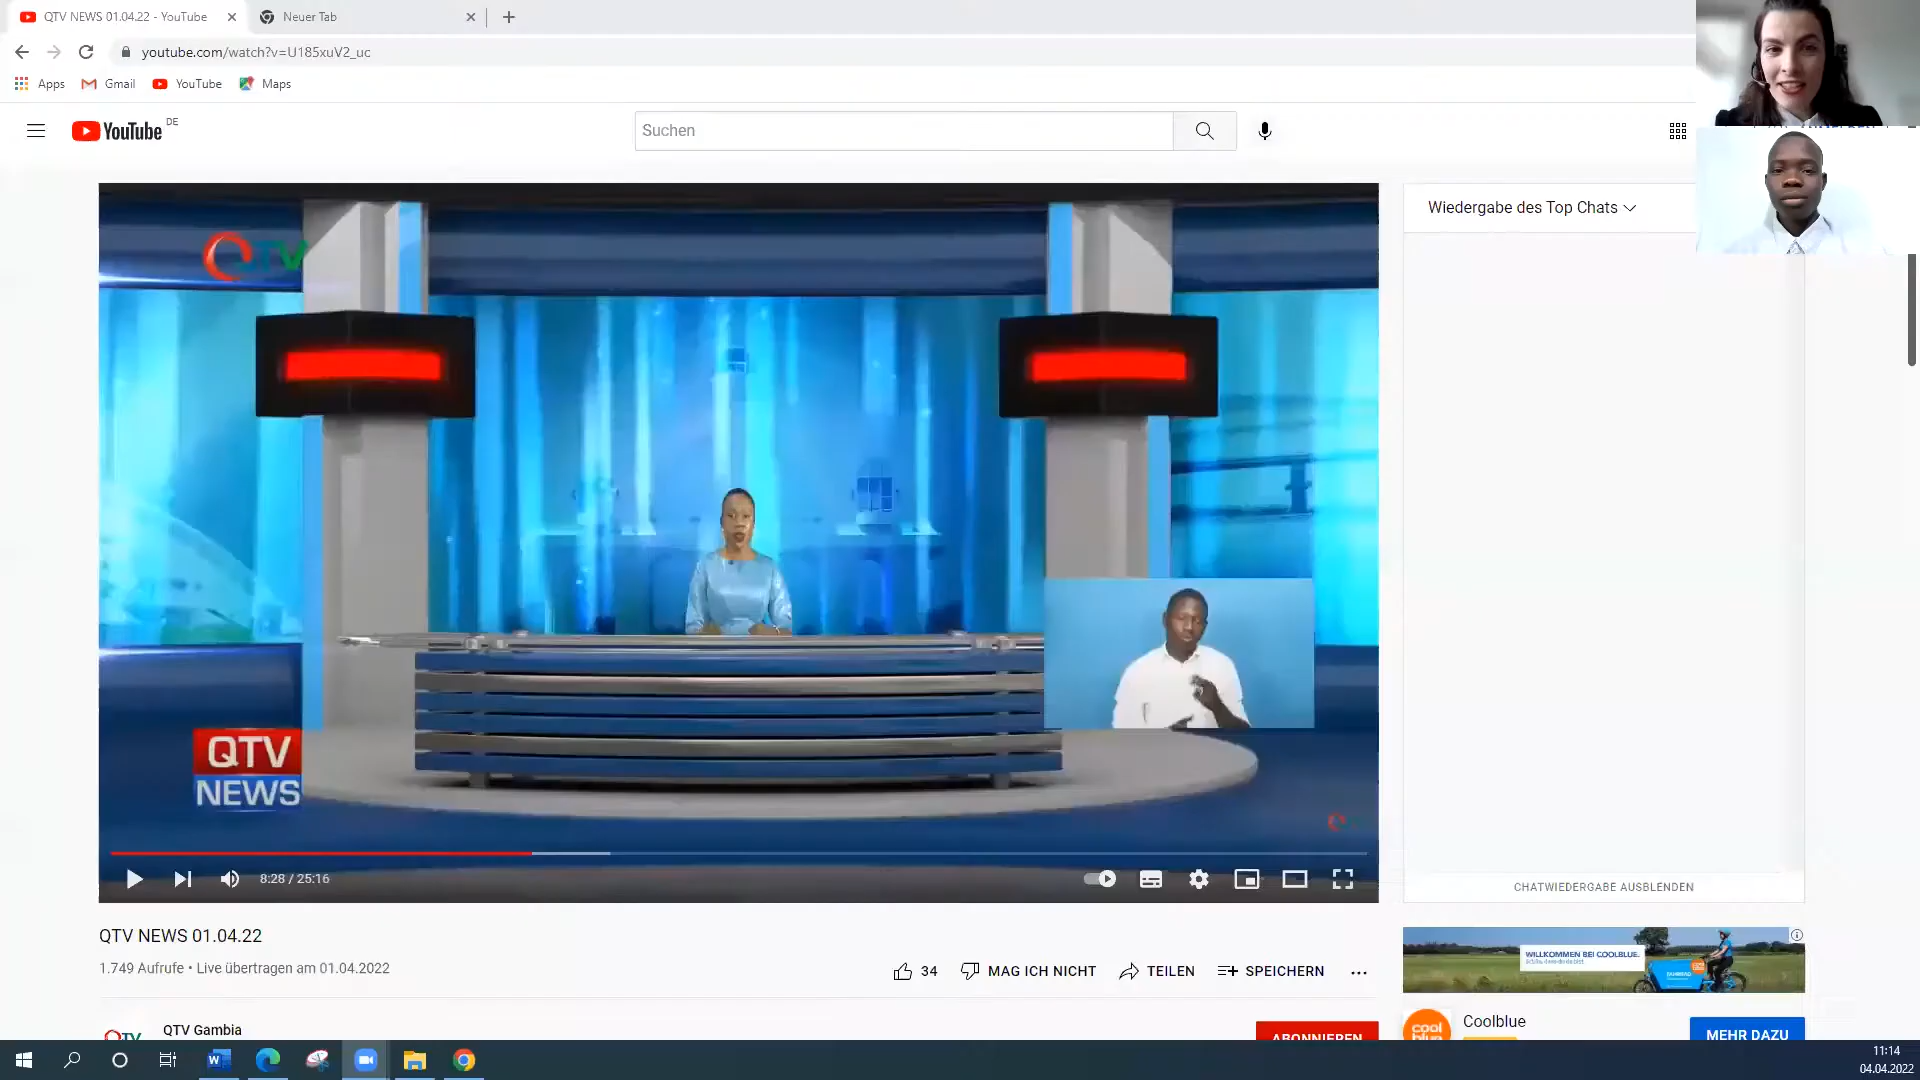 QTV NEWS 01.04.22 - YouTube
Neuer Tab
youtube.com/watch?v=U185xuV2_uc
Apps
Gmail
YouTube
Maps
YouTube DE
Suchen
Wiedergabe des Top Chats
QTV
QTV
NEWS
8:28 / 25:16
CHATWIEDERGABE AUSBLENDEN
QTV NEWS 01.04.22
1.749 Aufrufe • Live übertragen am 01.04.2022
34
MAG ICH NICHT
TEILEN
SPEICHERN
WILLKOMMEN BEI COOLBLUE.
QTV Gambia
ABONNIEREN
cool
blue
Coolblue
MEHR DAZU
11:14
04.04.2022